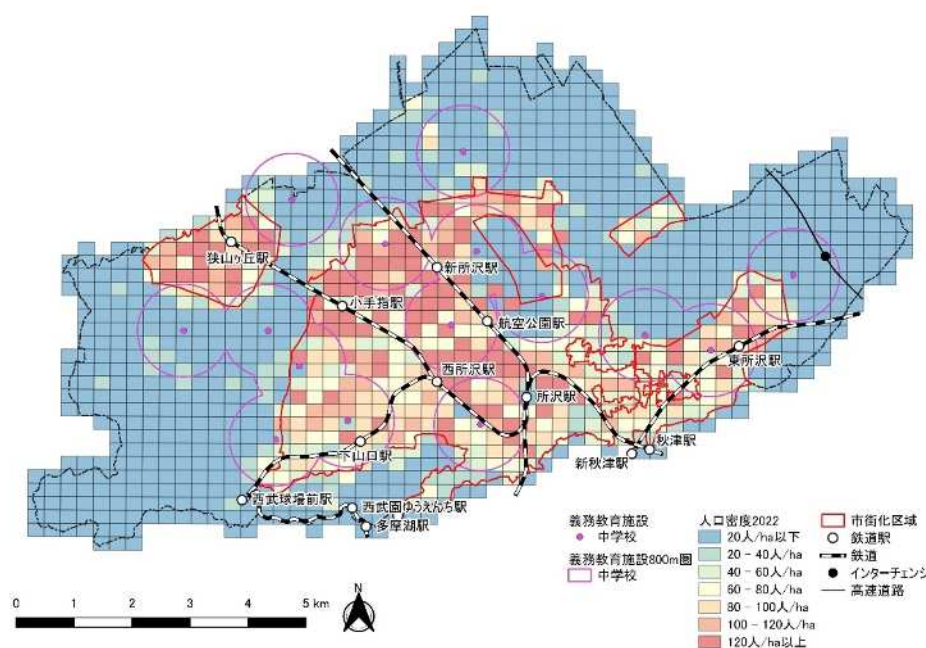 狭山ヶ丘駅
新所沢駅
小手指駅
航空公園駅
東所沢駅
西所沢駅
所沢駅
秋津駅
下山口駅
新秋津駅
西武球場前駅
西武園ゆうえんち駅
多摩湖駅
義務教育施設
中学校
義務教育施設800m圏
中学校
人口密度2022
20人/ha以下
20 - 40人/ha
40 - 60人/ha
60 - 80人/ha
80 - 100人/ha
100 - 120人/ha
120人/ha以上
市街化区域
鉄道駅
鉄道
インターチェンジ
高速道路
0 1 2 3 4 5 km
N